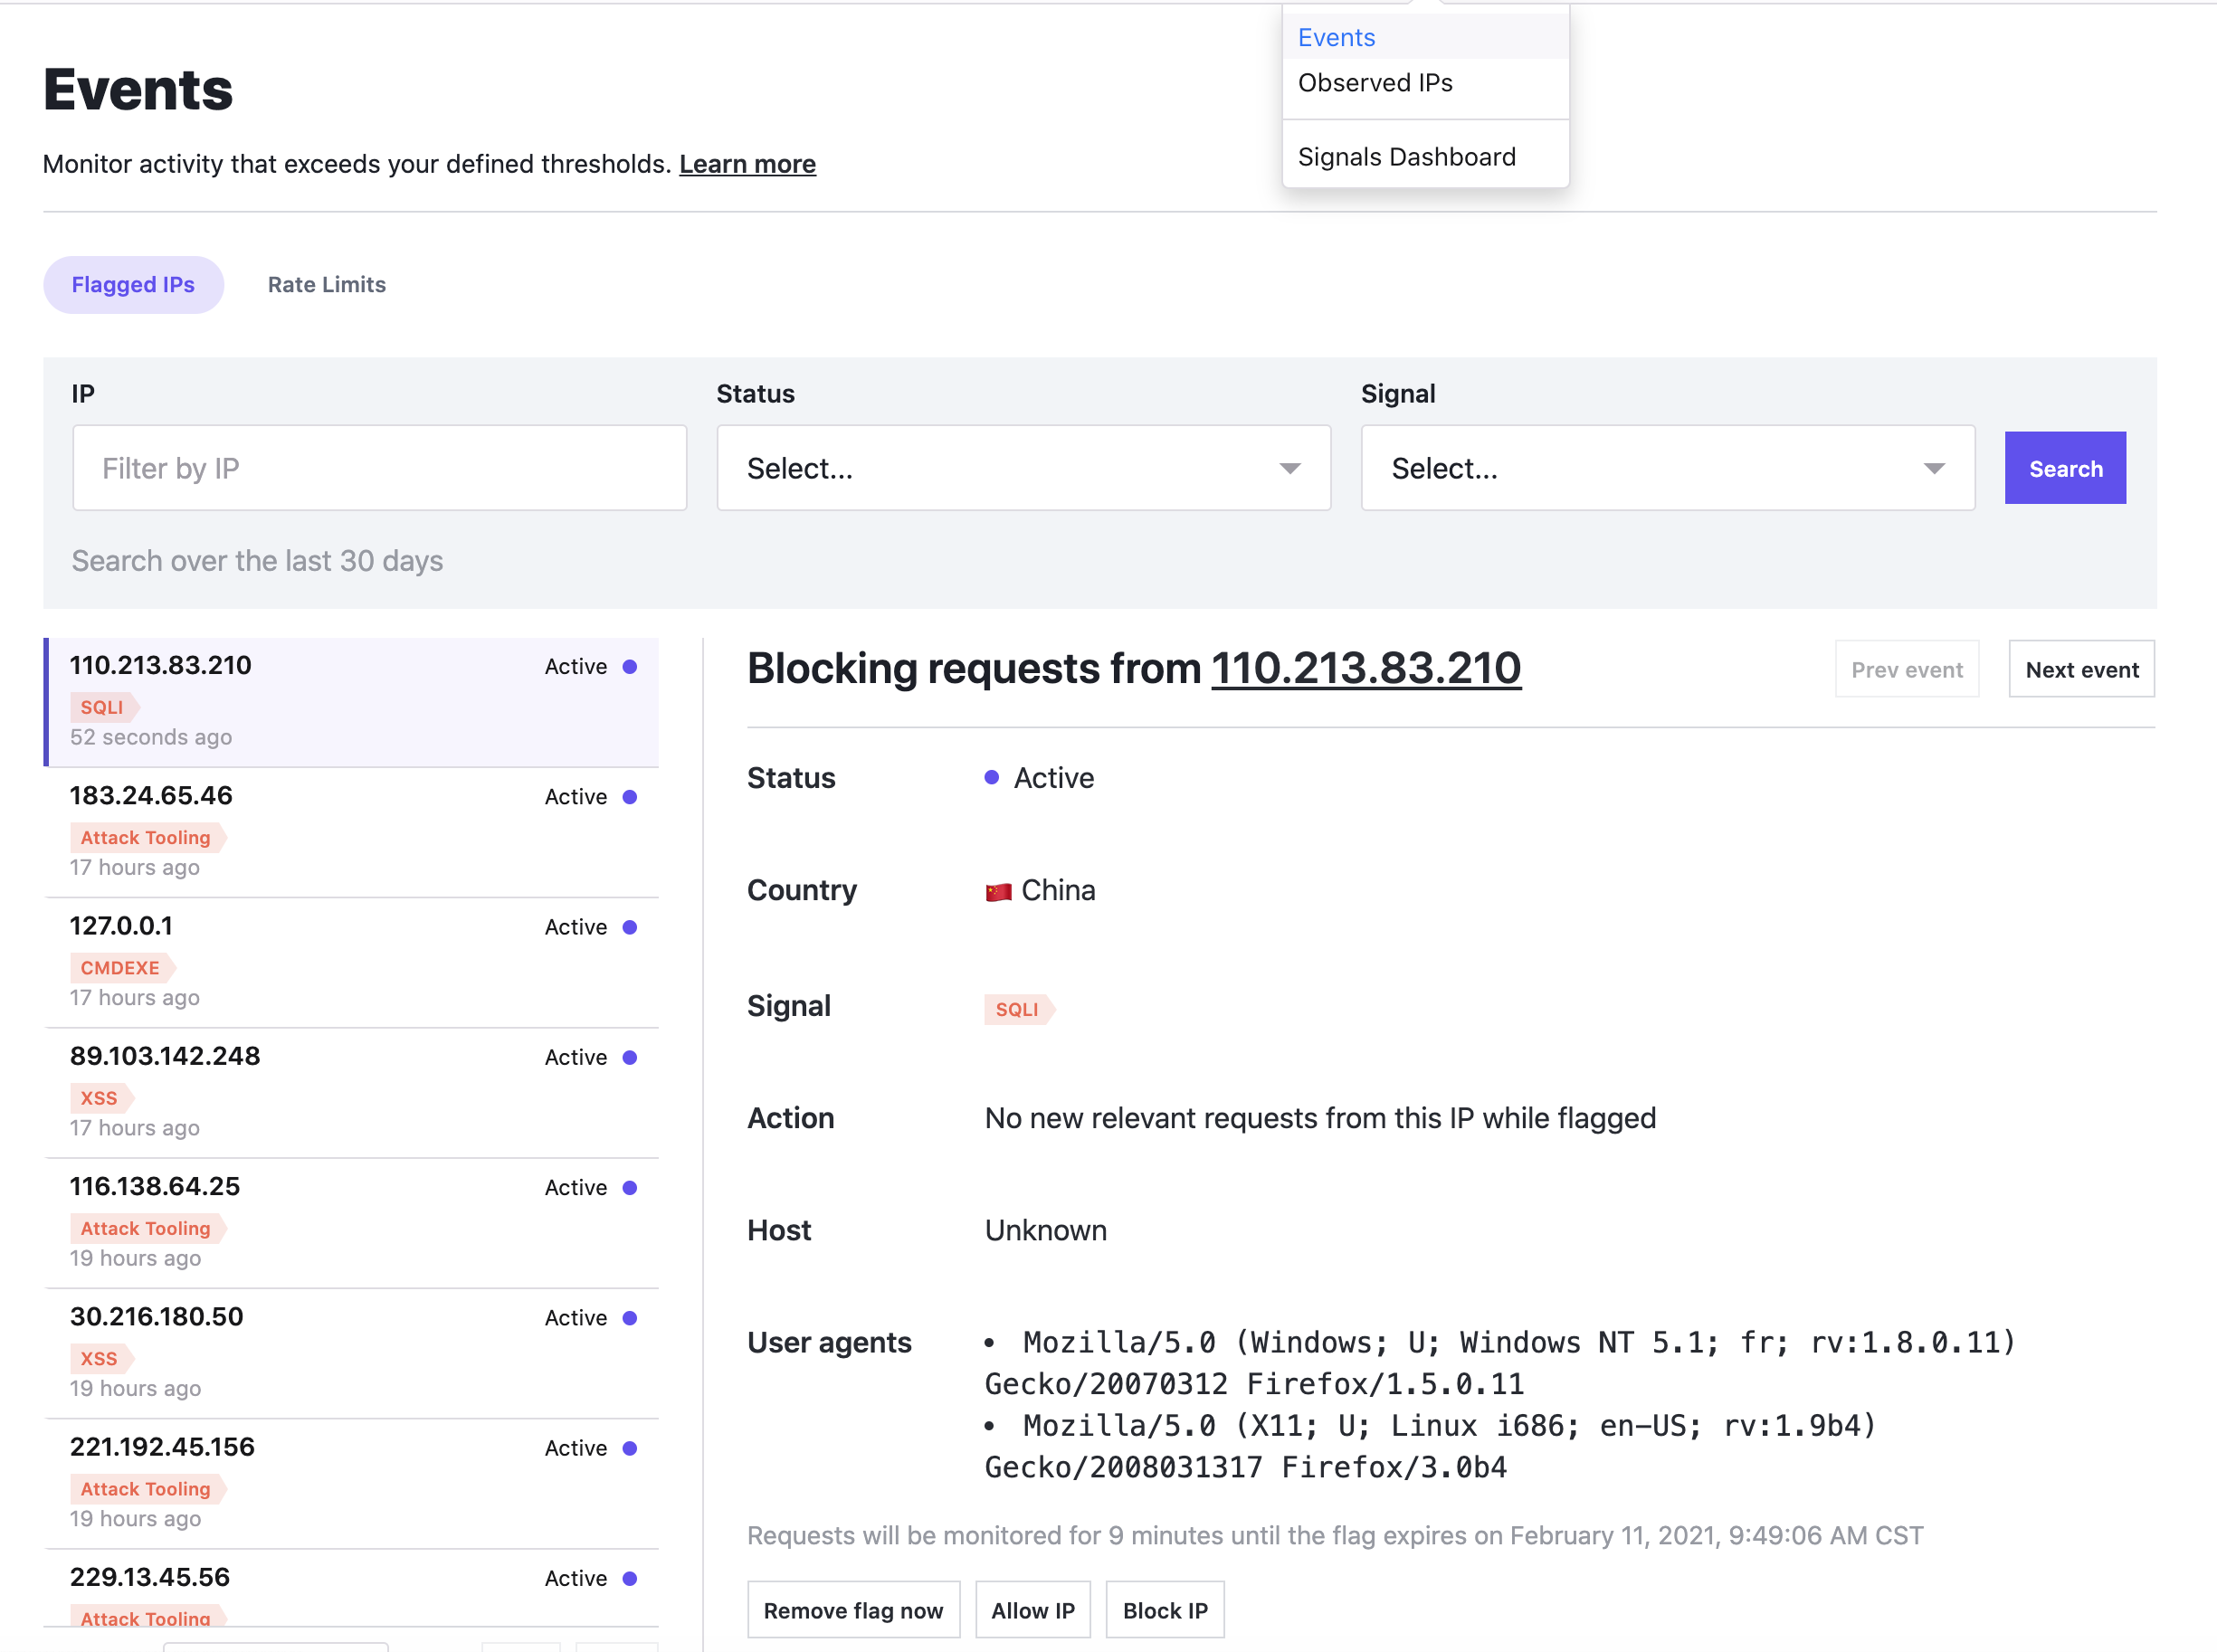 Events
Observed IPs
Signals Dashboard
Events
Monitor activity that exceeds your defined thresholds. Learn more
Flagged IPs
Rate Limits
IP
Status
Signal
Filter by IP
Select...
Select...
Search
Search over the last 30 days
110.213.83.210
Active
SQLI
52 seconds ago
183.24.65.46
Active
Attack Tooling
17 hours ago
127.0.0.1
Active
CMDEXE
17 hours ago
89.103.142.248
Active
XSS
17 hours ago
116.138.64.25
Active
Attack Tooling
19 hours ago
30.216.180.50
Active
XSS
19 hours ago
221.192.45.156
Active
Attack Tooling
19 hours ago
229.13.45.56
Active
Attack Tooling
Blocking requests from 110.213.83.210
Prev event
Next event
Status
Active
Country
China
Signal
SQLI
Action
No new relevant requests from this IP while flagged
Host
Unknown
User agents
• Mozilla/5.0 (Windows; U; Windows NT 5.1; fr; rv:1.8.0.11)
Gecko/20070312 Firefox/1.5.0.11
• Mozilla/5.0 (X11; U; Linux i686; en-US; rv:1.9b4)
Gecko/2008031317 Firefox/3.0b4
Requests will be monitored for 9 minutes until the flag expires on February 11, 2021, 9:49:06 AM CST
Remove flag now
Allow IP
Block IP